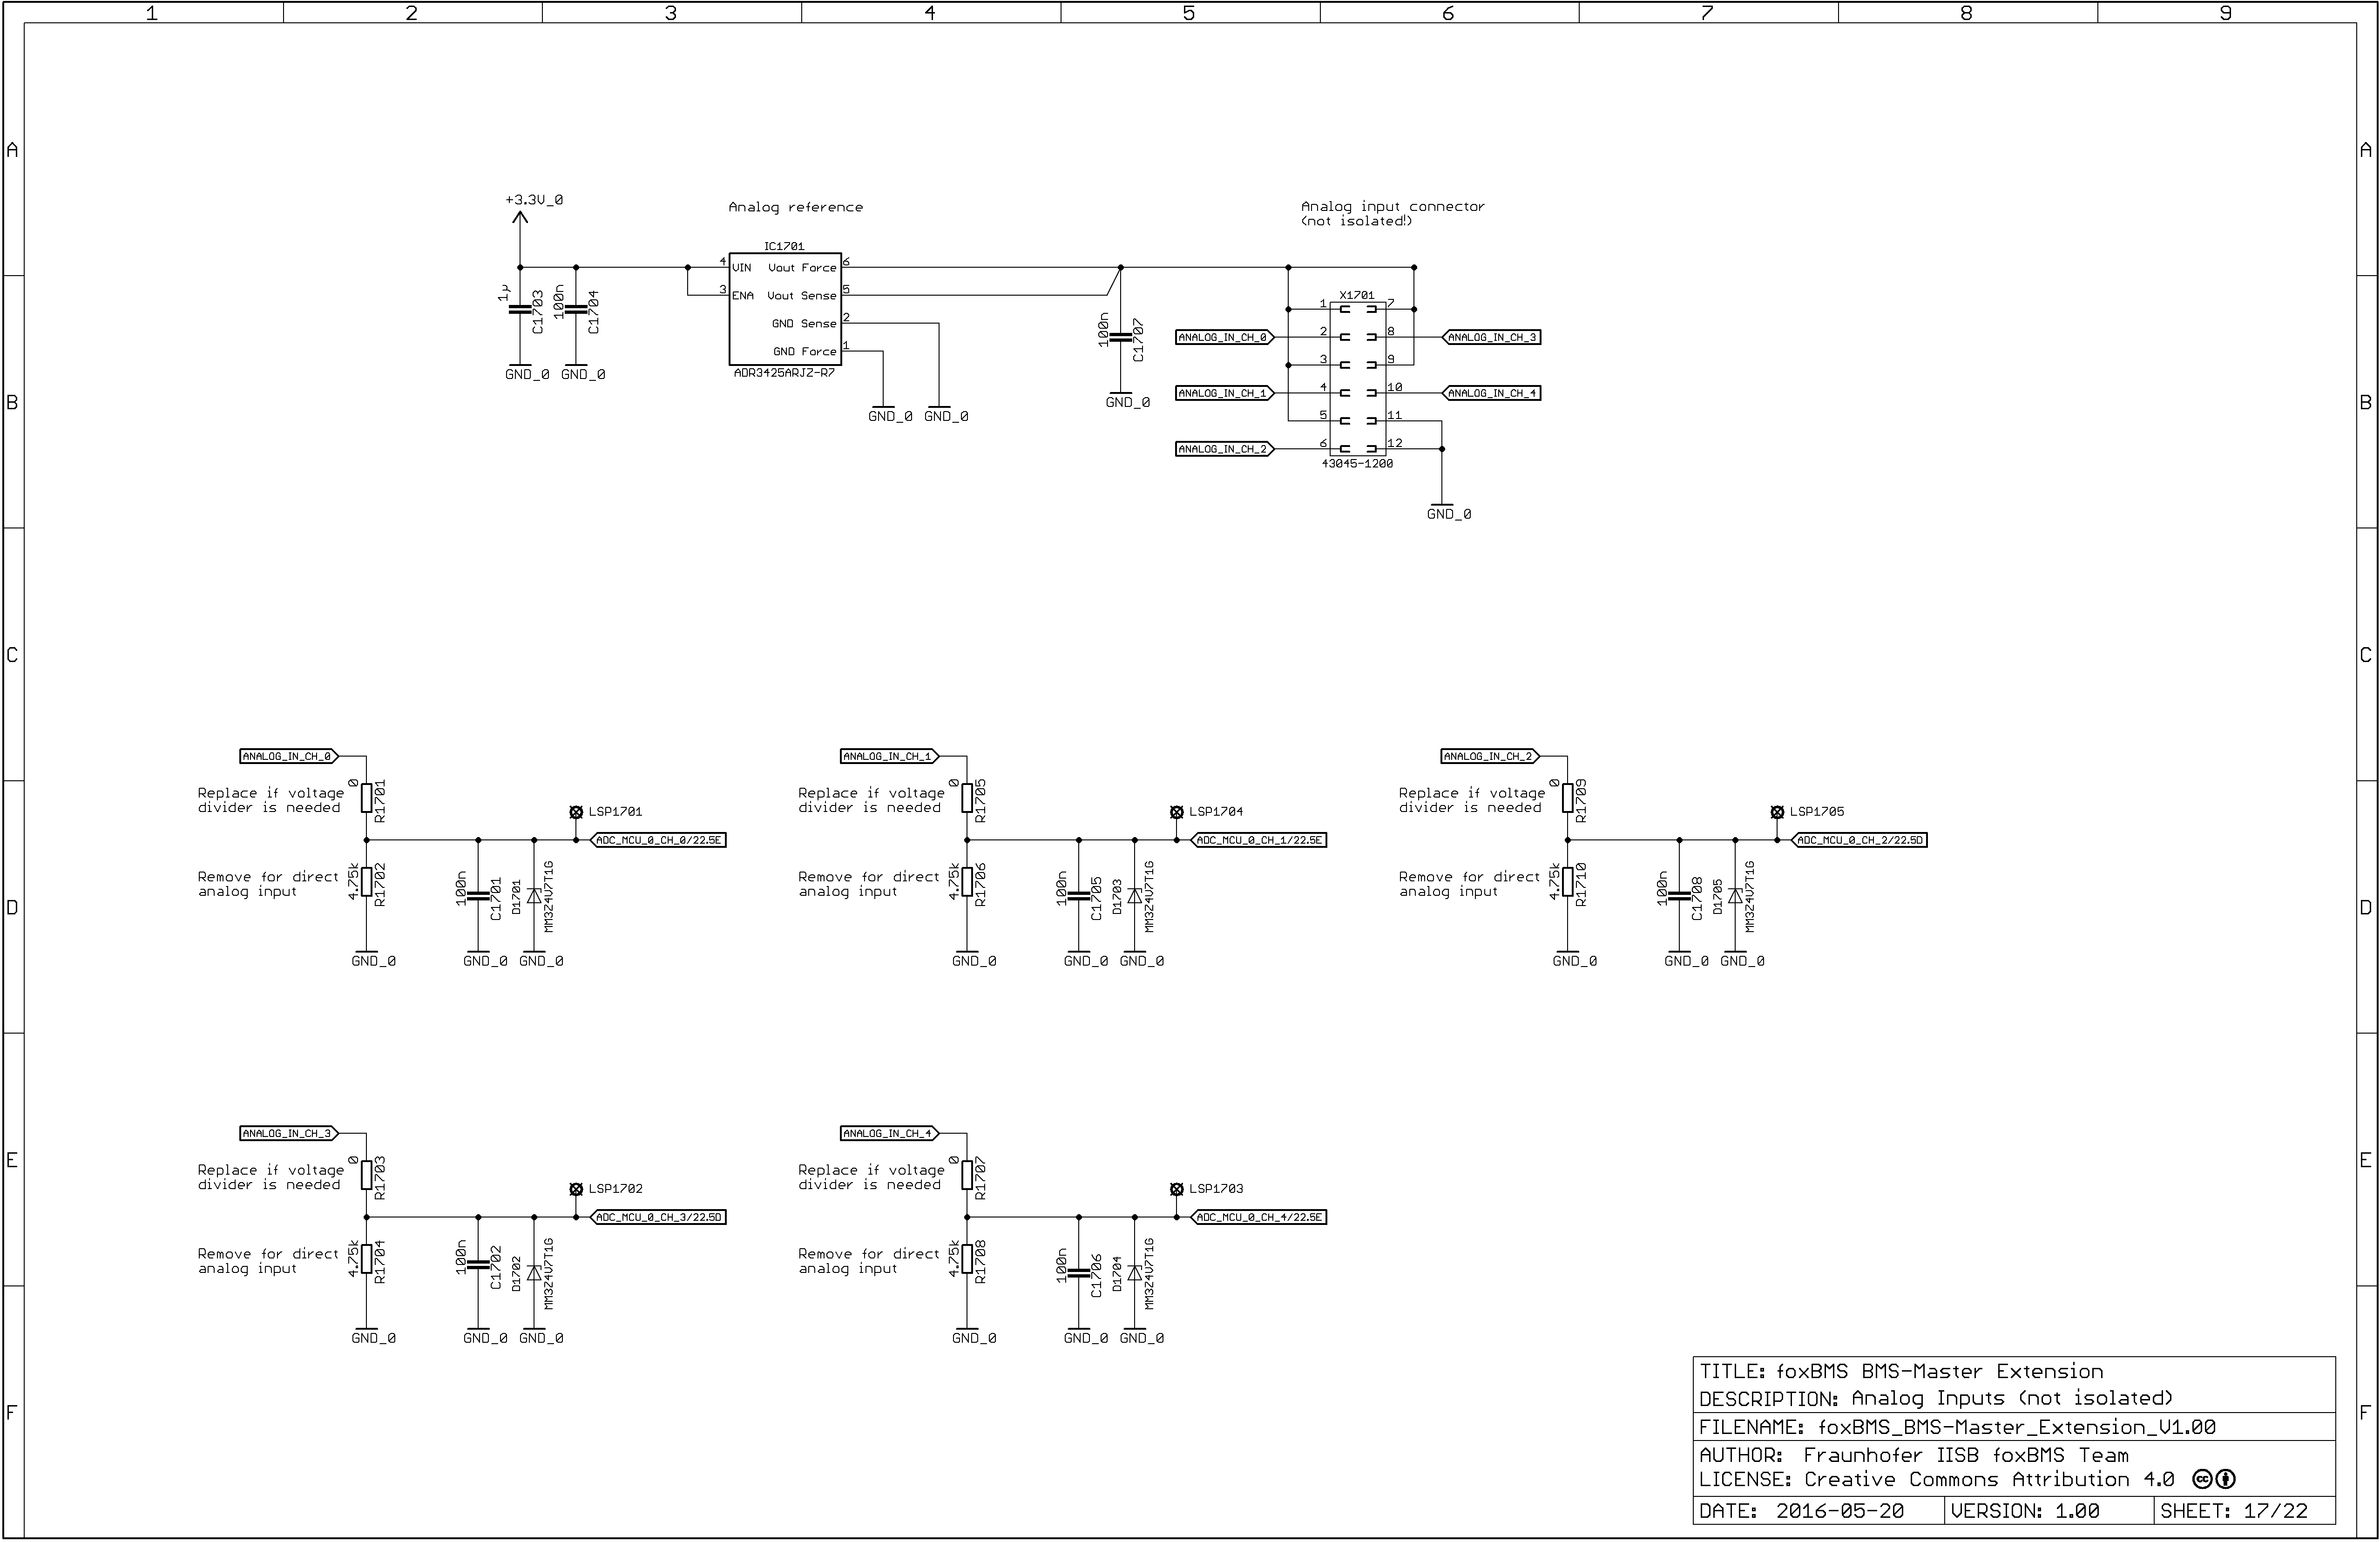 1 2 3 4 5 6 7 8 9
A A
B B
C C
D D
E E
F F
+3.3V_0
Analog reference
Analog input connector
(not isolated!)
IC1701
4 VIN Vout Force 6
3 ENA Vout Sense 5
GND Sense 2
GND Force 1
ADR3425ARJZ-R7
1µ
C1703
100n
C1704
GND_0 GND_0
GND_0 GND_0
100n
C1707
GND_0
X1701
1 7
ANALOG_IN_CH_0 2 8 ANALOG_IN_CH_3
3 9
ANALOG_IN_CH_1 4 10 ANALOG_IN_CH_4
5 11
ANALOG_IN_CH_2 6 12
43045-1200
GND_0
ANALOG_IN_CH_0
Replace if voltage
divider is needed
0
R1701
LSP1701
ADC_MCU_0_CH_0/22.5E
Remove for direct
analog input
4.75k
R1702
100n
C1701
D1701
MM3Z4V7T1G
GND_0 GND_0 GND_0
ANALOG_IN_CH_1
Replace if voltage
divider is needed
0
R1705
LSP1704
ADC_MCU_0_CH_1/22.5E
Remove for direct
analog input
4.75k
R1706
100n
C1705
D1703
MM3Z4V7T1G
GND_0 GND_0 GND_0
ANALOG_IN_CH_2
Replace if voltage
divider is needed
0
R1709
LSP1705
ADC_MCU_0_CH_2/22.5D
Remove for direct
analog input
4.75k
R1710
100n
C1708
D1705
MM3Z4V7T1G
GND_0 GND_0 GND_0
ANALOG_IN_CH_3
Replace if voltage
divider is needed
0
R1703
LSP1702
ADC_MCU_0_CH_3/22.5D
Remove for direct
analog input
4.75k
R1704
100n
C1702
D1702
MM3Z4V7T1G
GND_0 GND_0 GND_0
ANALOG_IN_CH_4
Replace if voltage
divider is needed
0
R1707
LSP1703
ADC_MCU_0_CH_4/22.5E
Remove for direct
analog input
4.75k
R1708
100n
C1706
D1704
MM3Z4V7T1G
GND_0 GND_0 GND_0
TITLE: foxBMS BMS-Master Extension
DESCRIPTION: Analog Inputs (not isolated)
FILENAME: foxBMS_BMS-Master_Extension_V1.00
AUTHOR: Fraunhofer IISB foxBMS Team
LICENSE: Creative Commons Attribution 4.0 cc
DATE: 2016-05-20 VERSION: 1.00 SHEET: 17/22